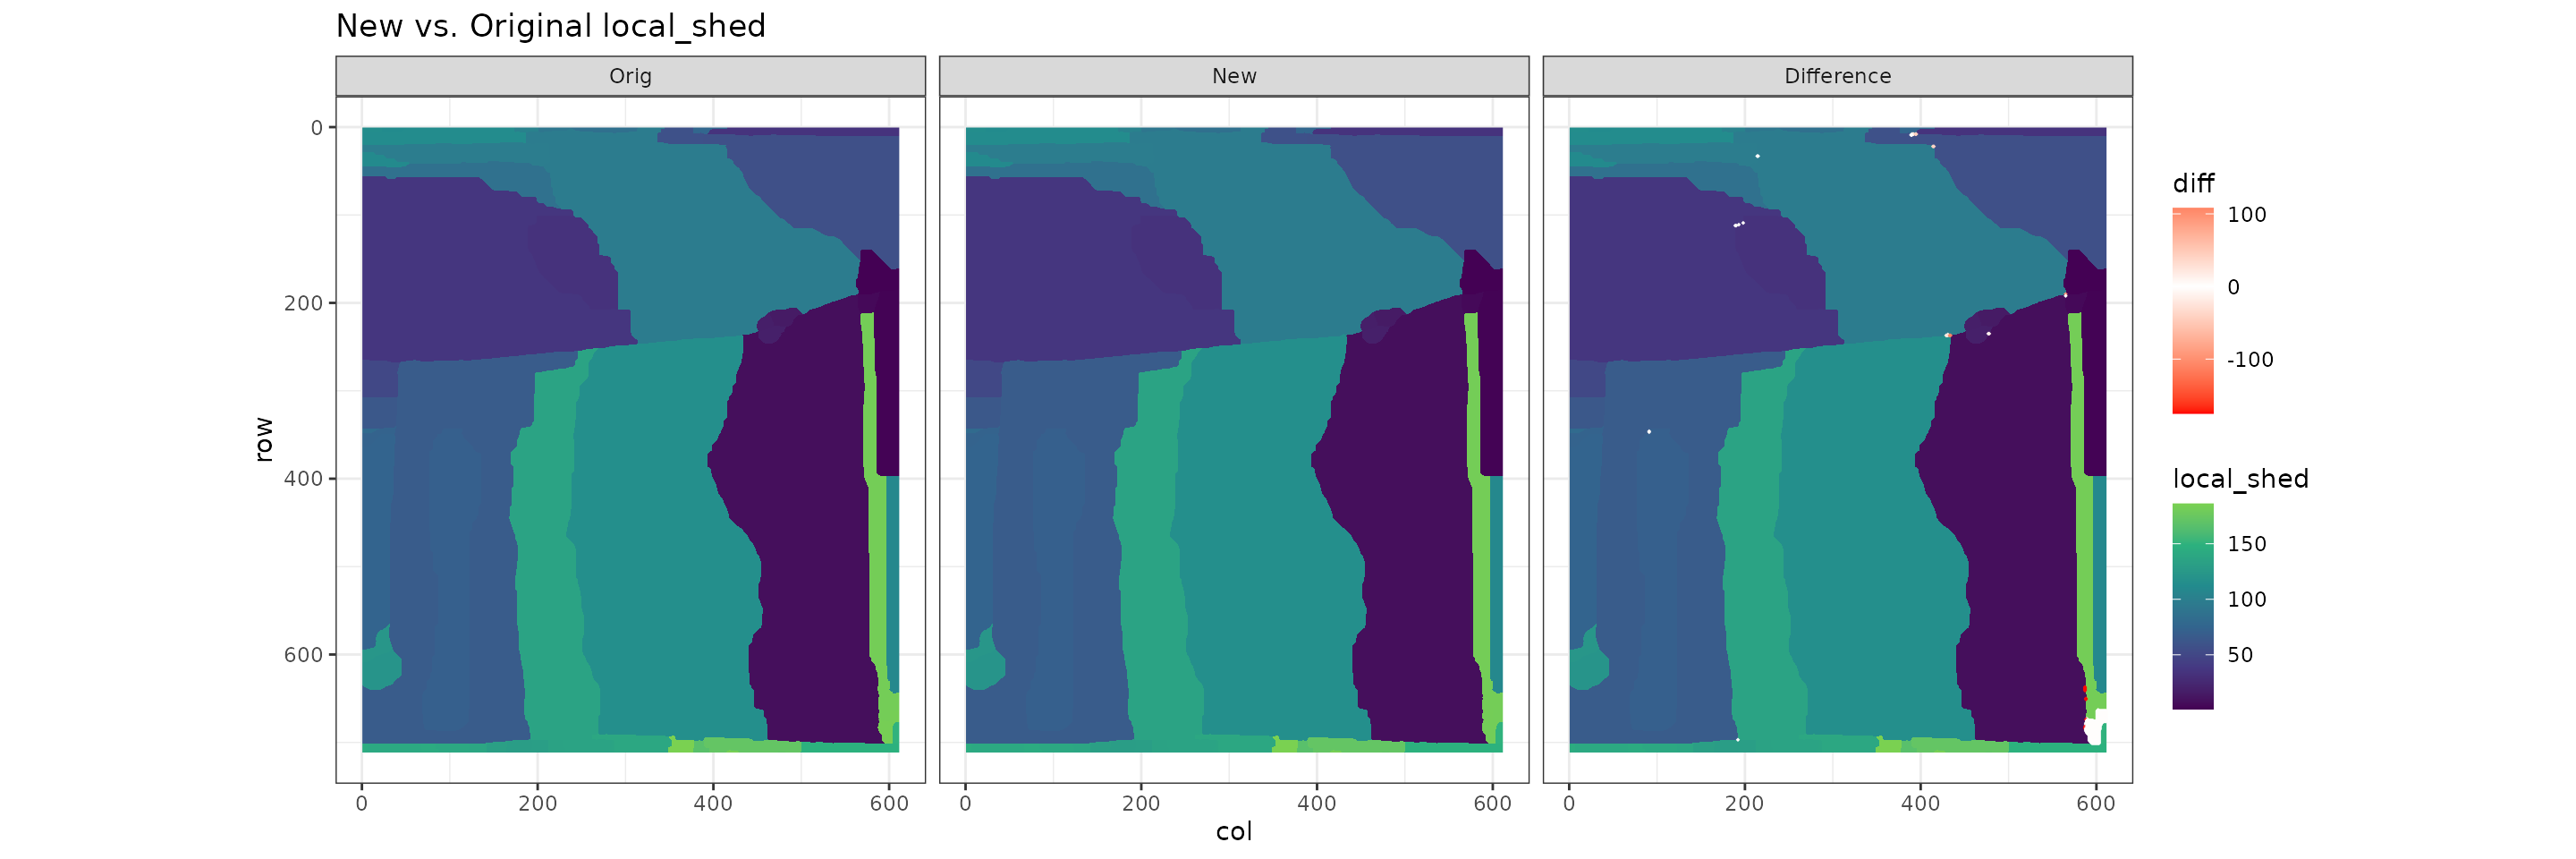 New vs. Original local_shed
Orig New Difference
row
0
200
400
600
0 200 400 600 0 200 400 600 0 200 400 600
col
diff
100
0
-100
local_shed
150
100
50